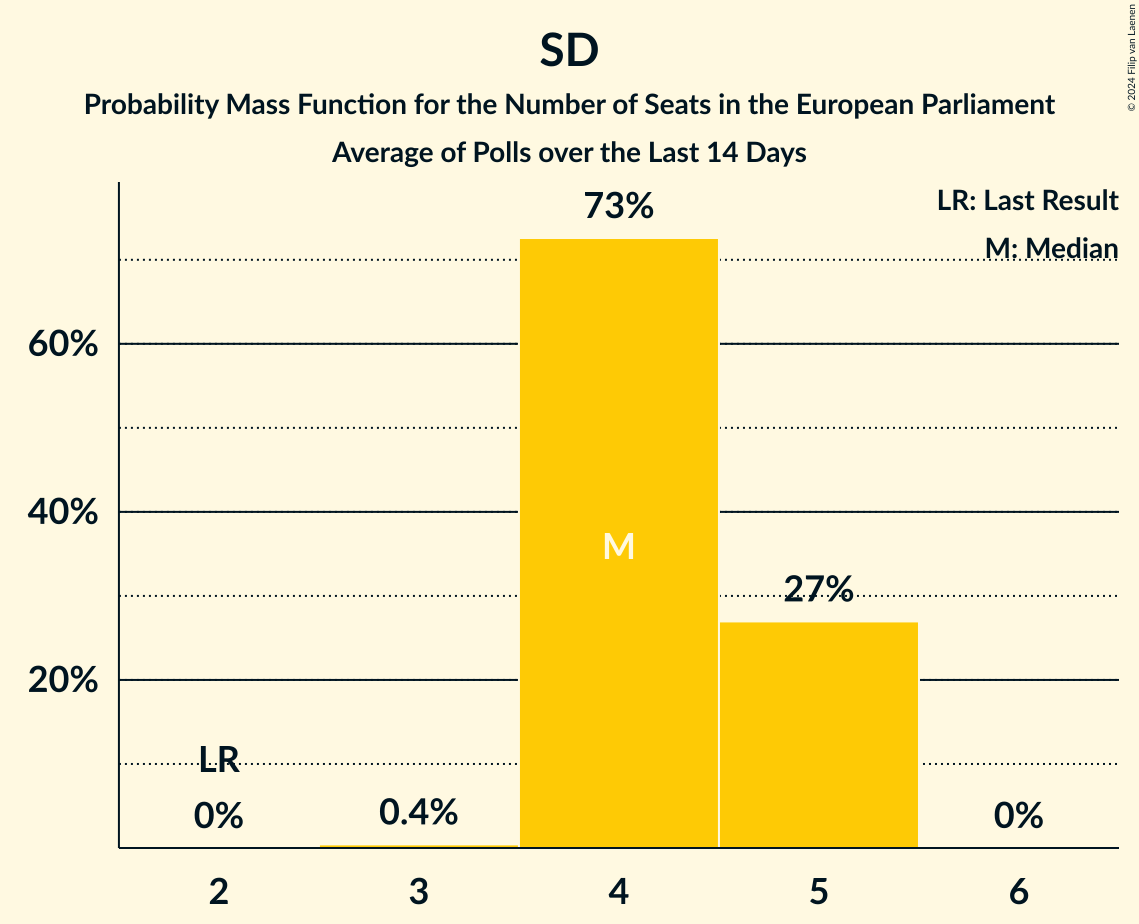 SD
Probability Mass Function for the Number of Seats in the European Parliament
Average of Polls over the Last 14 Days
© 2024 Filip van Laenen
LR: Last Result
M: Median
73%
60%
40%
M
27%
20%
LR
0%
0.4%
0%
2 3 4 5 6